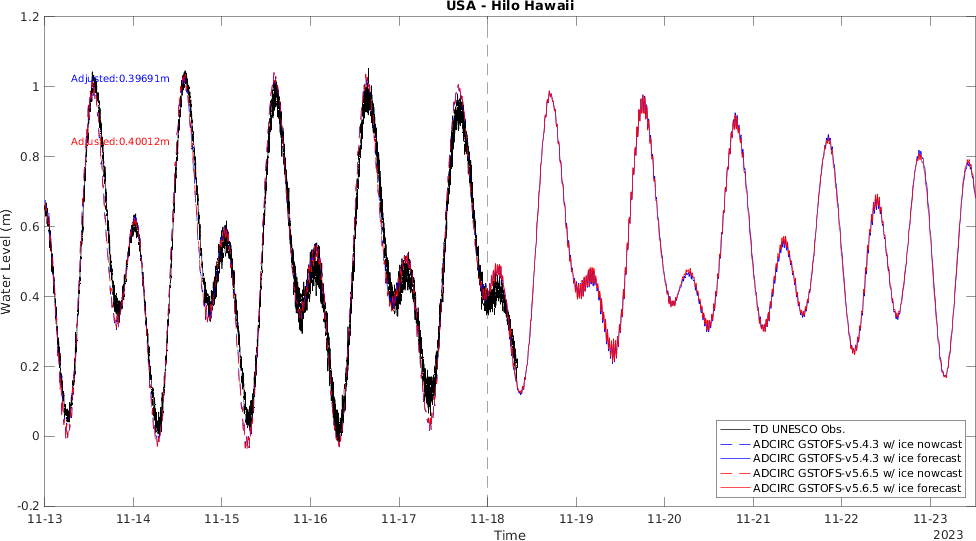 USA - Hilo Hawaii
1.2
1
0.8
0.6
0.4
0.2
0
-0.2
Water Level (m)
Adjusted:0.39691m
Adjusted:0.40012m
TD UNESCO Obs.
ADCIRC GSTOFS-v5.4.3 w/ ice nowcast
ADCIRC GSTOFS-v5.4.3 w/ ice forecast
ADCIRC GSTOFS-v5.6.5 w/ ice nowcast
ADCIRC GSTOFS-v5.6.5 w/ ice forecast
11-13 11-14 11-15 11-16 11-17 11-18 11-19 11-20 11-21 11-22 11-23
Time
2023